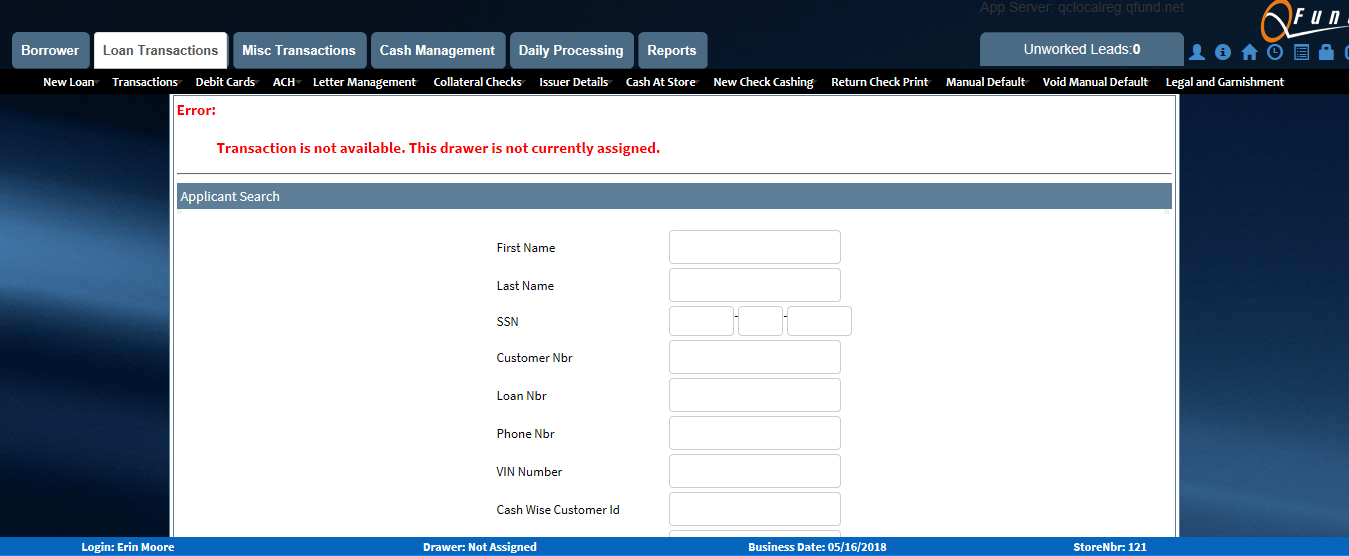 App Server: qclocalreg.qfund.net
QFun
Borrower Loan Transactions Misc Transactions Cash Management Daily Processing Reports Unworked Leads:0
New Loan Transactions Debit Cards ACH Letter Management Collateral Checks Issuer Details Cash At Store New Check Cashing Return Check Print Manual Default Void Manual Default Legal and Garnishment
Error:
Transaction is not available. This drawer is not currently assigned.
Applicant Search
First Name
Last Name
SSN - -
Customer Nbr
Loan Nbr
Phone Nbr
VIN Number
Cash Wise Customer Id
Login: Erin Moore Drawer: Not Assigned Business Date: 05/16/2018 StoreNbr: 121